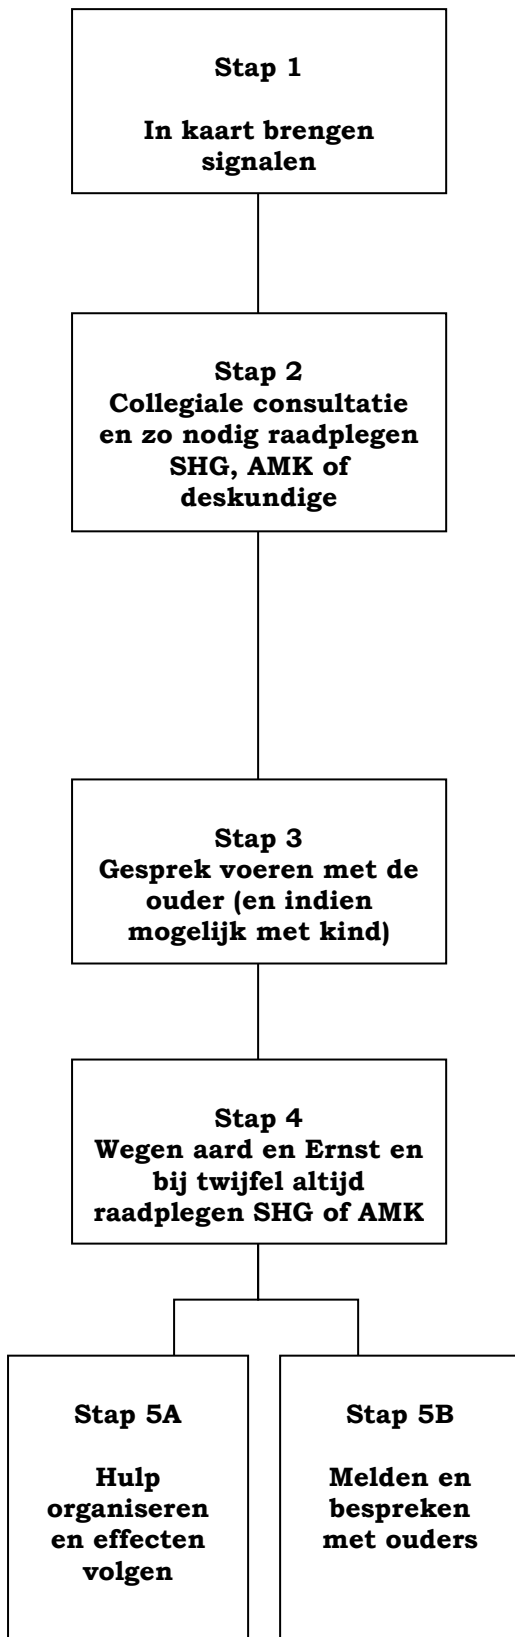 Stap 1
In kaart brengen
signalen
Stap 2
Collegiale consultatie
en zo nodig raadplegen
SHG, AMK of
deskundige
Stap 3
Gesprek voeren met de
ouder (en indien
mogelijk met kind)
Stap 4
Wegen aard en Ernst en
bij twijfel altijd
raadplegen SHG of AMK
Stap 5A
Hulp
organiseren
en effecten
volgen
Stap 5B
Melden en
bespreken
met ouders